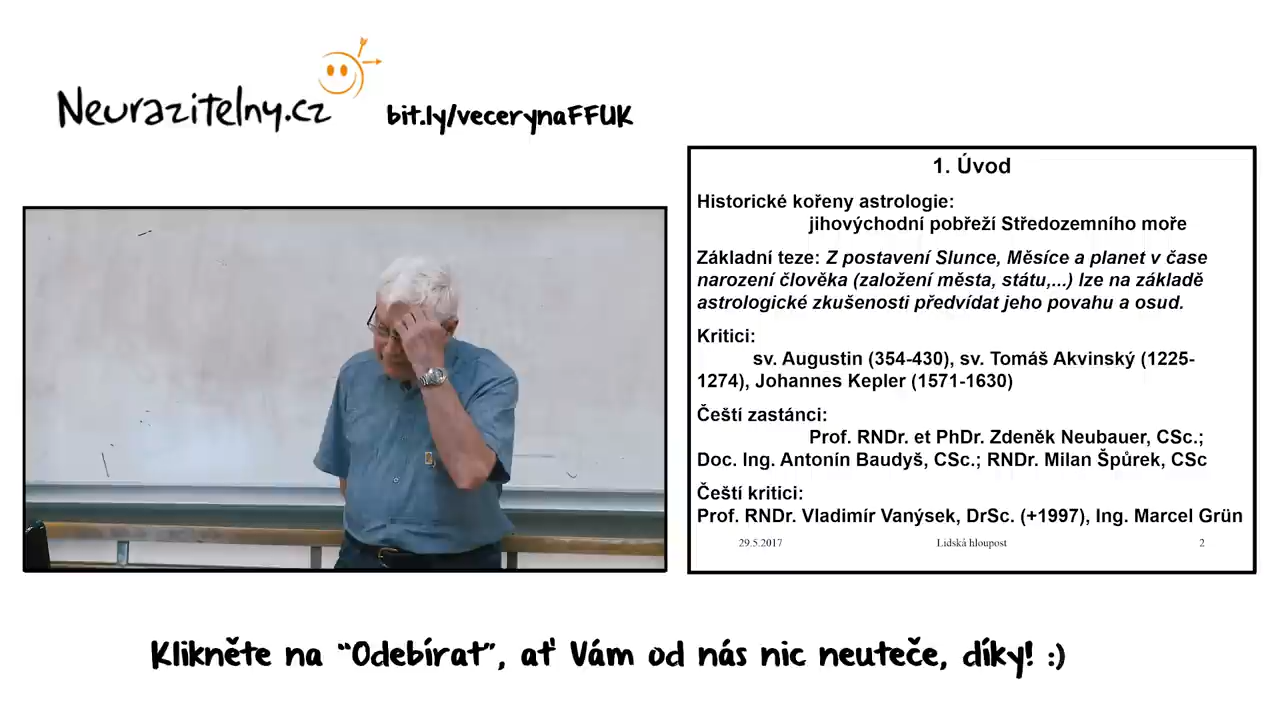 Neurazitelny.cz
bit.ly/vecerynaFFUK
1. Úvod
Historické kořeny astrologie:
jihovýchodní pobřeží Středozemního moře
Základní teze: Z postavení Slunce, Měsíce a planet v čase
narození člověka (založení města, státu,...) lze na základě
astrologické zkušenosti předvídat jeho povahu a osud.
Kritici:
sv. Augustin (354-430), sv. Tomáš Akvinský (1225-
1274), Johannes Kepler (1571-1630)
Čeští zastánci:
Prof. RNDr. et PhDr. Zdeněk Neubauer, CSc.;
Doc. Ing. Antonín Baudyš, CSc.; RNDr. Milan Špůrek, CSc
Čeští kritici:
Prof. RNDr. Vladimír Vanýsek, DrSc. (+1997), Ing. Marcel Grün
29.5.2017 Lidská hloupost 2
Klikněte na “Odebírat”, ať Vám od nás nic neuteče, díky! :)